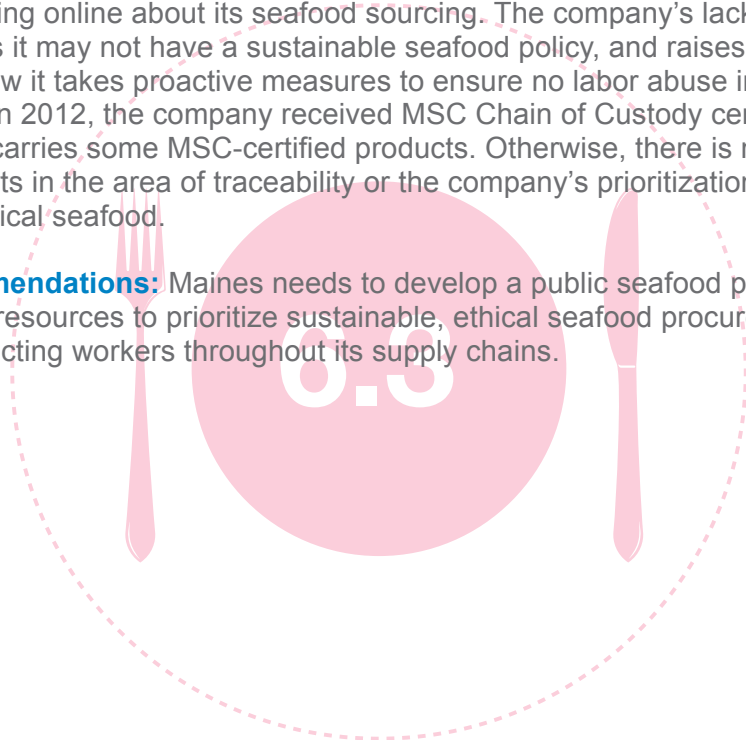 ing online about its seafood sourcing. The company's lack
s it may not have a sustainable seafood policy, and raises
w it takes proactive measures to ensure no labor abuse in
n 2012, the company received MSC Chain of Custody cer
carries some MSC-certified products. Otherwise, there is n
ts in the area of traceability or the company's prioritization
ical seafood.
mendations: Maines needs to develop a public seafood p
resources to prioritize sustainable, ethical seafood procur
cting workers throughout its supply chains.
6.3